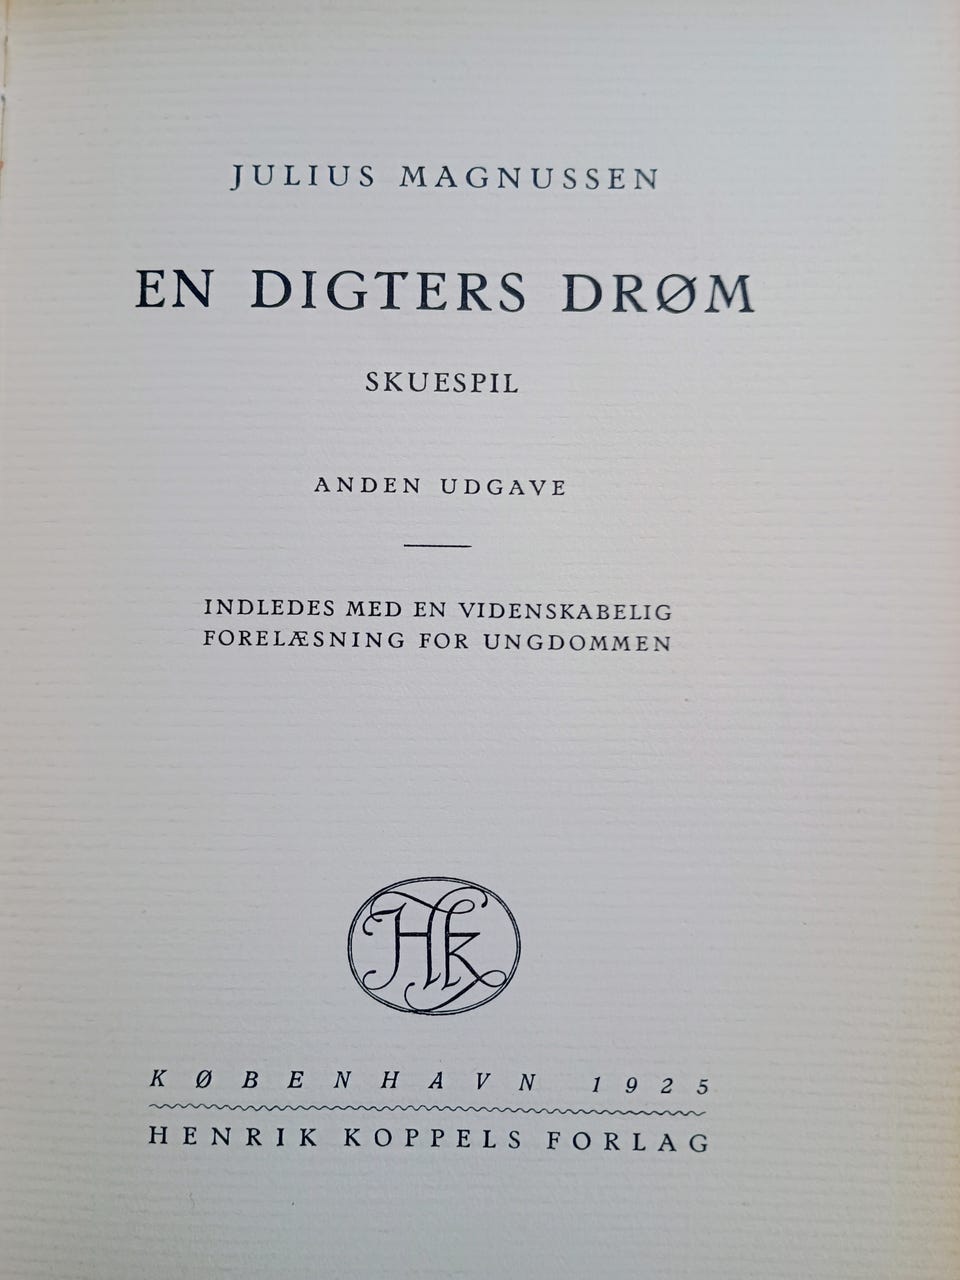 JULIUS MAGNUSSEN
EN DIGTERS DRØM
SKUESPIL
ANDEN UDGAVE
INDLEDES MED EN VIDENSKABELIG
FORELÆSNING FOR UNGDOMMEN
Hk
KØBENHAVN 1925
HENRIK KOPPELS FORLAG